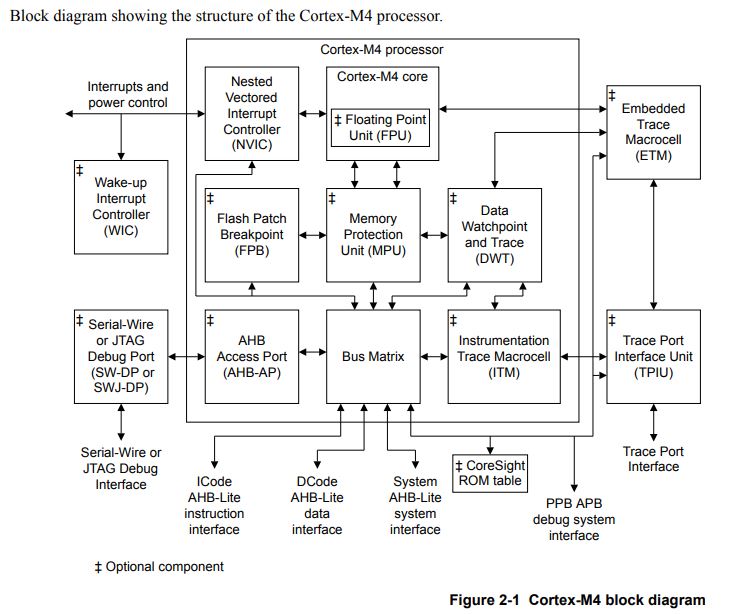 Block diagram showing the structure of the Cortex-M4 processor.
Cortex-M4 processor
Interrupts and
power control
Nested
Vectored
Interrupt
Controller
(NVIC)
Cortex-M4 core
‡ Floating Point
Unit (FPU)
‡
Embedded
Trace
Macrocell
(ETM)
‡
Wake-up
Interrupt
Controller
(WIC)
‡
Flash Patch
Breakpoint
(FPB)
‡
Memory
Protection
Unit (MPU)
‡
Data
Watchpoint
and Trace
(DWT)
‡ Serial-Wire
or JTAG
Debug Port
(SW-DP or
SWJ-DP)
‡
AHB
Access Port
(AHB-AP)
Bus Matrix
‡
Instrumentation
Trace Macrocell
(ITM)
‡
Trace Port
Interface Unit
(TPIU)
Serial-Wire or
JTAG Debug
Interface
ICode
AHB-Lite
instruction
interface
DCode
AHB-Lite
data
interface
System
AHB-Lite
system
interface
‡ CoreSight
ROM table
PPB APB
debug system
interface
Trace Port
Interface
‡ Optional component
Figure 2-1 Cortex-M4 block diagram